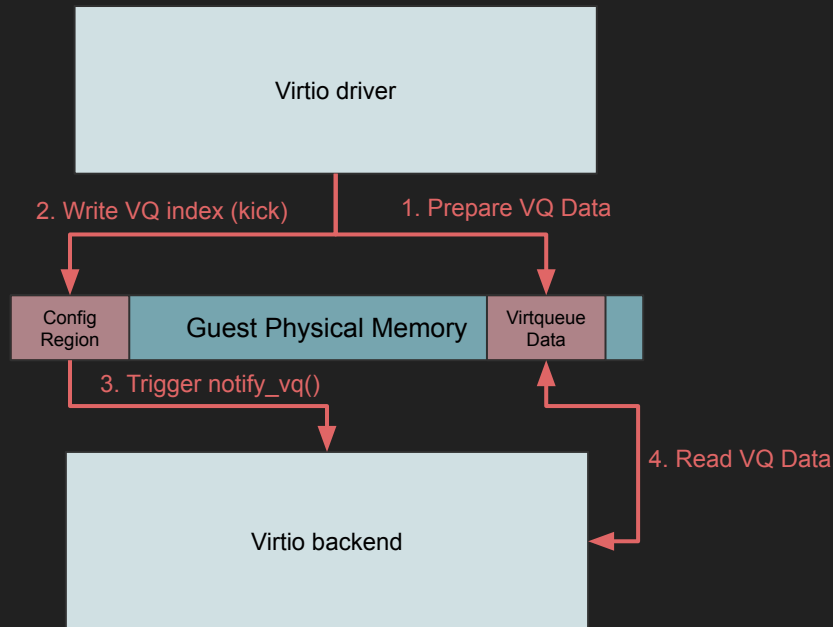 Virtio driver
2. Write VQ index (kick)
1. Prepare VQ Data
Config
Region
Guest Physical Memory
Virtqueue
Data
3. Trigger notify_vq()
4. Read VQ Data
Virtio backend